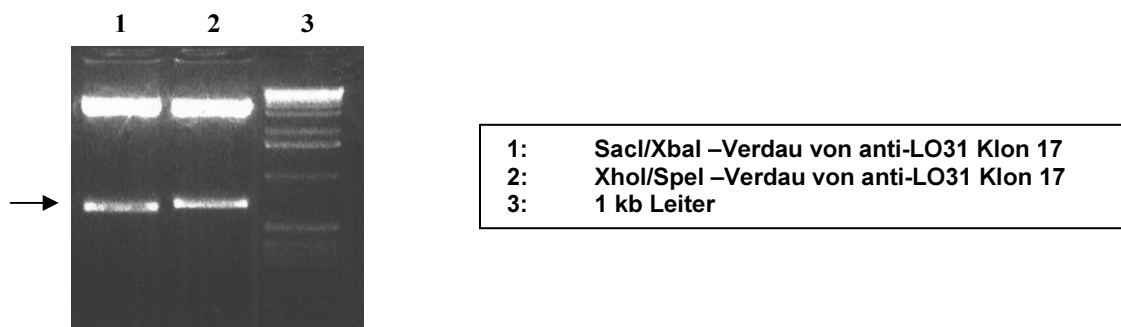 1 2 3
1: SacI/XbaI –Verdau von anti-LO31 Klon 17
2: XhoI/SpeI –Verdau von anti-LO31 Klon 17
3: 1 kb Leiter